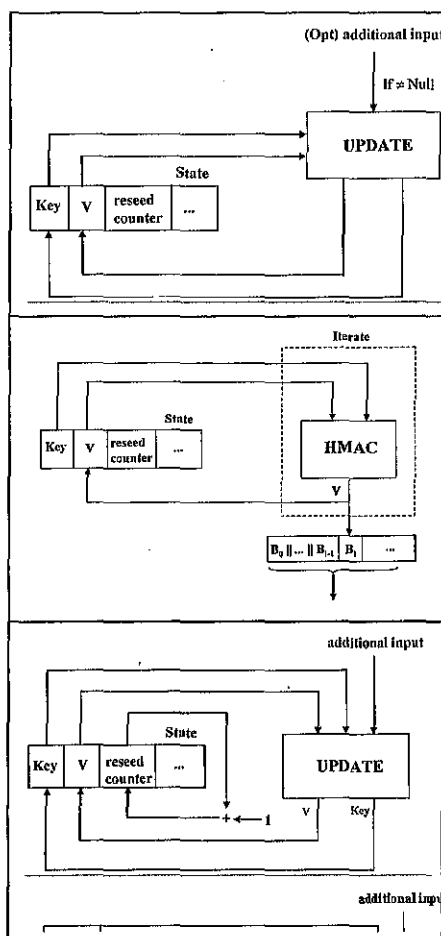 (Opt) additional input
If ≠ Null
UPDATE
State
Key V reseed counter ...
Iterate
State
Key V reseed counter ...
HMAC
V
B0 || ... || Bi-1 Bi ...
additional input
State
Key V reseed counter ...
UPDATE
V Key
+ 1
additional input